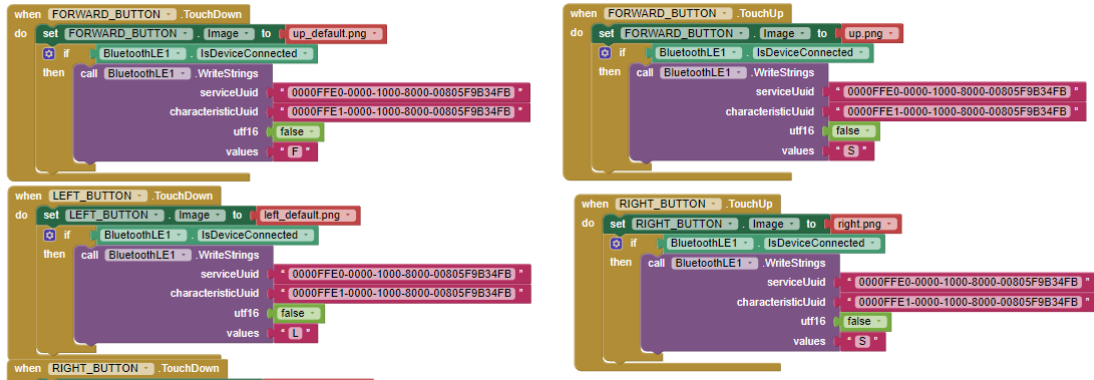 when FORWARD_BUTTON .TouchDown
do set FORWARD_BUTTON . Image to up_default.png
if BluetoothLE1 . IsDeviceConnected
then call BluetoothLE1 .WriteStrings
serviceUuid " 0000FFE0-0000-1000-8000-00805F9B34FB "
characteristicUuid " 0000FFE1-0000-1000-8000-00805F9B34FB "
utf16 false
values " F "
when LEFT_BUTTON .TouchDown
do set LEFT_BUTTON . Image to left_default.png
if BluetoothLE1 . IsDeviceConnected
then call BluetoothLE1 .WriteStrings
serviceUuid " 0000FFE0-0000-1000-8000-00805F9B34FB "
characteristicUuid " 0000FFE1-0000-1000-8000-00805F9B34FB "
utf16 false
values " L "
when RIGHT_BUTTON .TouchDown
when FORWARD_BUTTON .TouchUp
do set FORWARD_BUTTON . Image to up.png
if BluetoothLE1 . IsDeviceConnected
then call BluetoothLE1 .WriteStrings
serviceUuid " 0000FFE0-0000-1000-8000-00805F9B34FB "
characteristicUuid " 0000FFE1-0000-1000-8000-00805F9B34FB "
utf16 false
values " S "
when RIGHT_BUTTON .TouchUp
do set RIGHT_BUTTON . Image to right.png
if BluetoothLE1 . IsDeviceConnected
then call BluetoothLE1 .WriteStrings
serviceUuid " 0000FFE0-0000-1000-8000-00805F9B34FB "
characteristicUuid " 0000FFE1-0000-1000-8000-00805F9B34FB "
utf16 false
values " S "